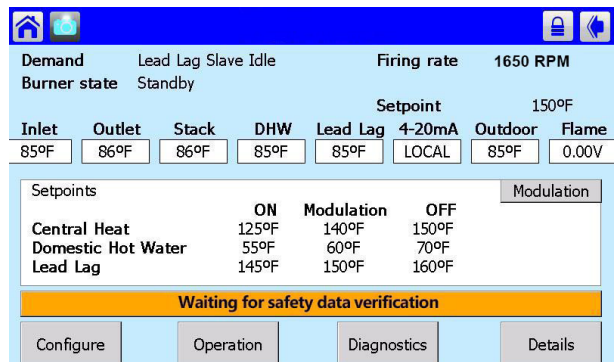 Demand Lead Lag Slave Idle Firing rate 1650 RPM
Burner state Standby
Setpoint 150ºF
Inlet Outlet Stack DHW Lead Lag 4-20mA Outdoor Flame
85ºF 86ºF 86ºF 85ºF 85ºF LOCAL 85ºF 0.00V
Setpoints Modulation
ON Modulation OFF
Central Heat 125ºF 140ºF 150ºF
Domestic Hot Water 55ºF 60ºF 70ºF
Lead Lag 145ºF 150ºF 160ºF
Waiting for safety data verification
Configure Operation Diagnostics Details